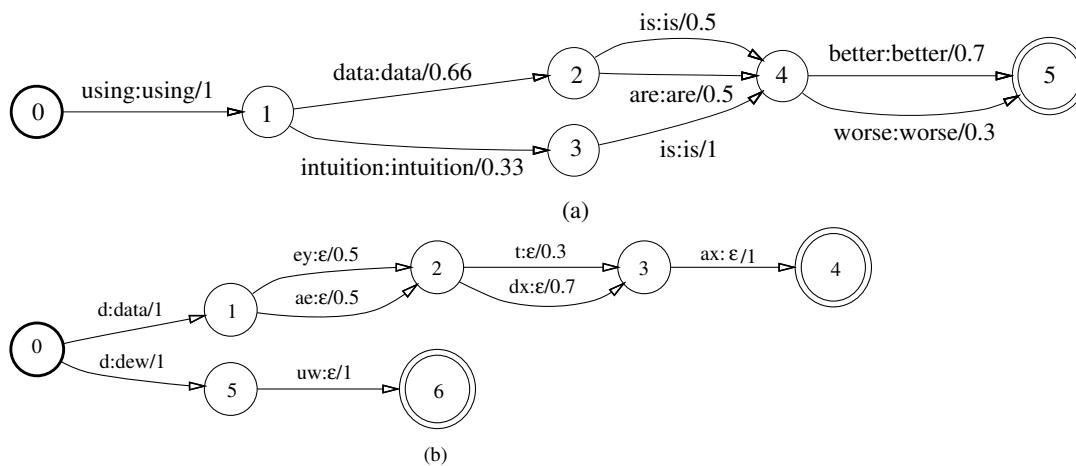 is:is/0.5
data:data/0.66
better:better/0.7
using:using/1
0
1
2
4
5
are:are/0.5
3
worse:worse/0.3
intuition:intuition/0.33
is:is/1
(a)
ey:ε/0.5
t:ε/0.3
ax: ε/1
2
3
4
ae:ε/0.5
dx:ε/0.7
d:data/1
1
0
d:dew/1
uw:ε/1
5
6
(b)